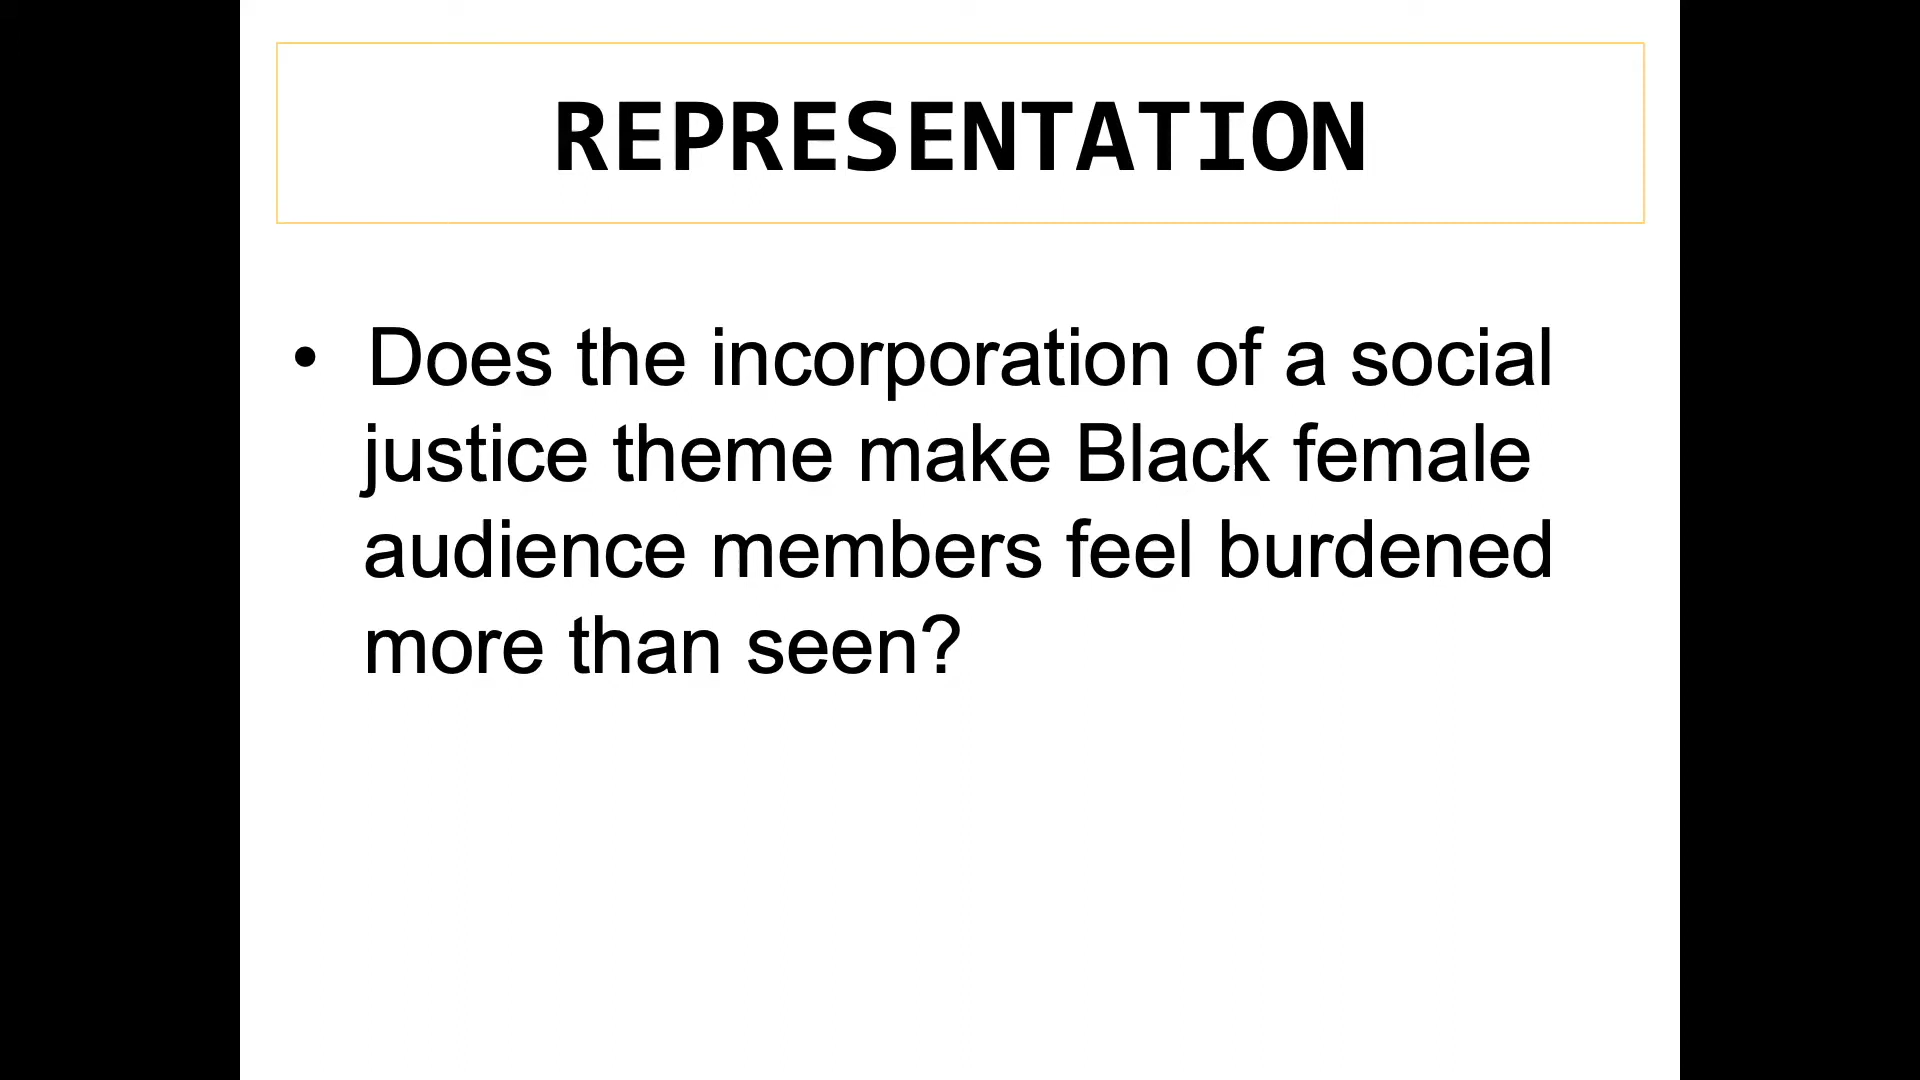 REPRESENTATION
• Does the incorporation of a social
justice theme make Black female
audience members feel burdened
more than seen?